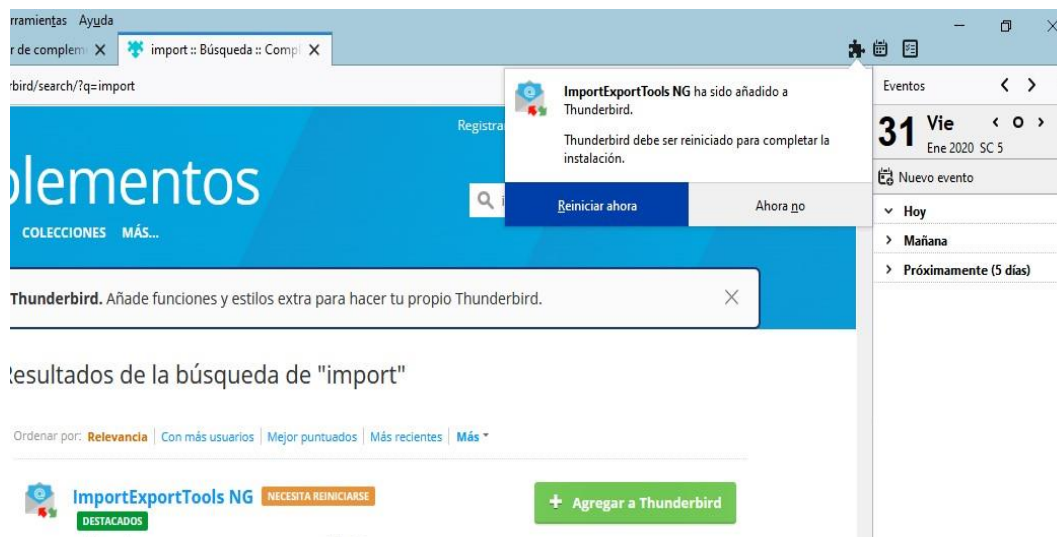 rramientas Ayuda
r de complem
import :: Búsqueda :: Compl
rbird/search/?q=import
ImportExportTools NG ha sido añadido a
Thunderbird.
Thunderbird debe ser reiniciado para completar la
instalación.
Reiniciar ahora
Ahora no
Eventos
31 Vie
Ene 2020 SC 5
Nuevo evento
Hoy
Mañana
Próximamente (5 días)
Registra
plementos
COLECCIONES MÁS...
Thunderbird. Añade funciones y estilos extra para hacer tu propio Thunderbird.
Resultados de la búsqueda de "import"
Ordenar por: Relevancia Con más usuarios Mejor puntuados Más recientes Más
ImportExportTools NG NECESITA REINICIARSE
DESTACADOS
Agregar a Thunderbird